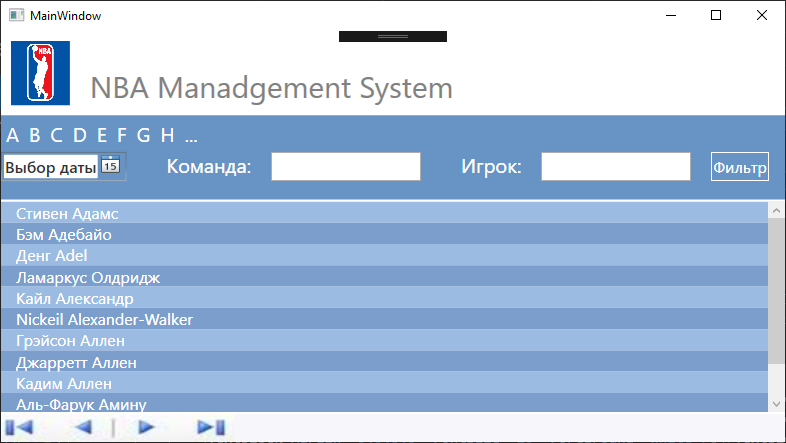 MainWindow
NBA
NBA Manadgement System
A B C D E F G H ...
Выбор даты 15 Команда: Игрок: Фильтр
Стивен Адамс
Бэм Адебайо
Денг Adel
Ламаркус Олдридж
Кайл Александр
Nickeil Alexander-Walker
Грэйсон Аллен
Джарретт Аллен
Кадим Аллен
Аль-Фарук Амину